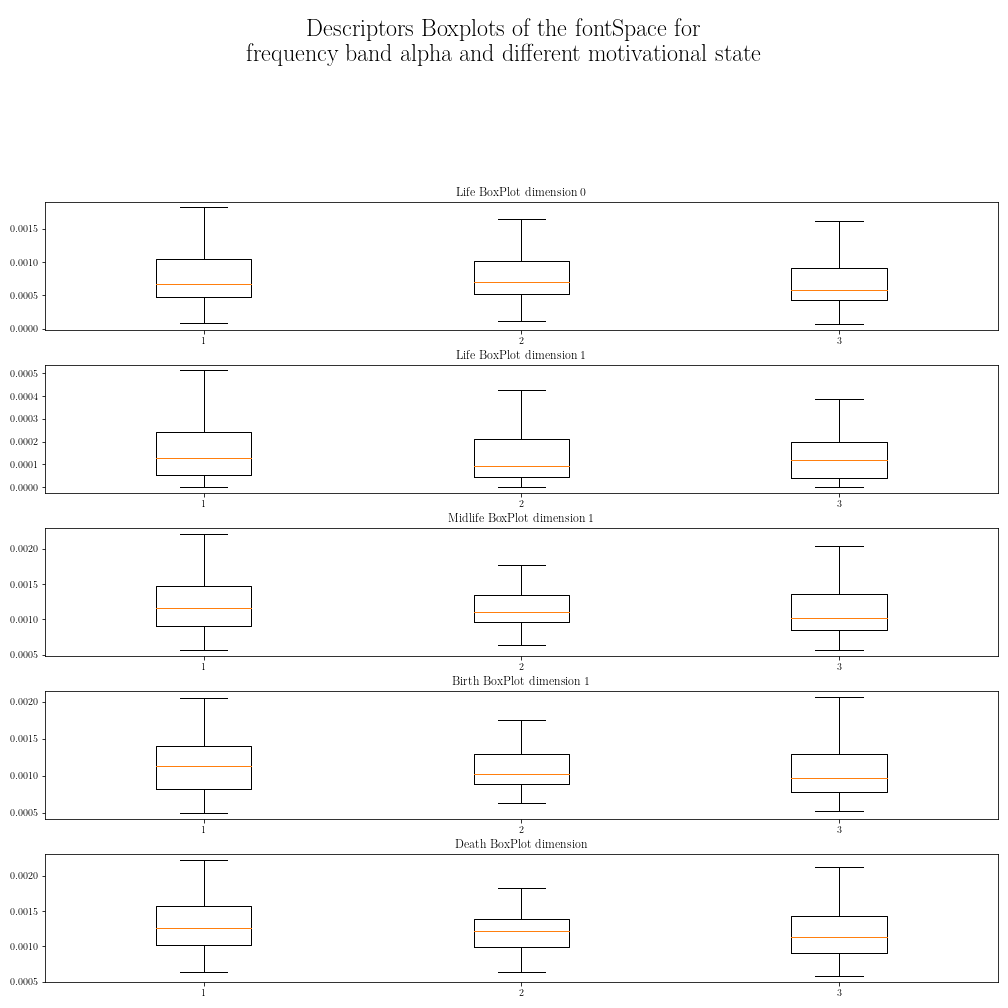 Descriptors Boxplots of the fontSpace for
frequency band alpha and different motivational state
Life BoxPlot dimension 0
0.0015
0.0010
0.0005
0.0000
1 2 3
Life BoxPlot dimension 1
0.0005
0.0004
0.0003
0.0002
0.0001
0.0000
1 2 3
Midlife BoxPlot dimension 1
0.0020
0.0015
0.0010
0.0005
1 2 3
Birth BoxPlot dimension 1
0.0020
0.0015
0.0010
0.0005
1 2 3
Death BoxPlot dimension
0.0020
0.0015
0.0010
0.0005
1 2 3